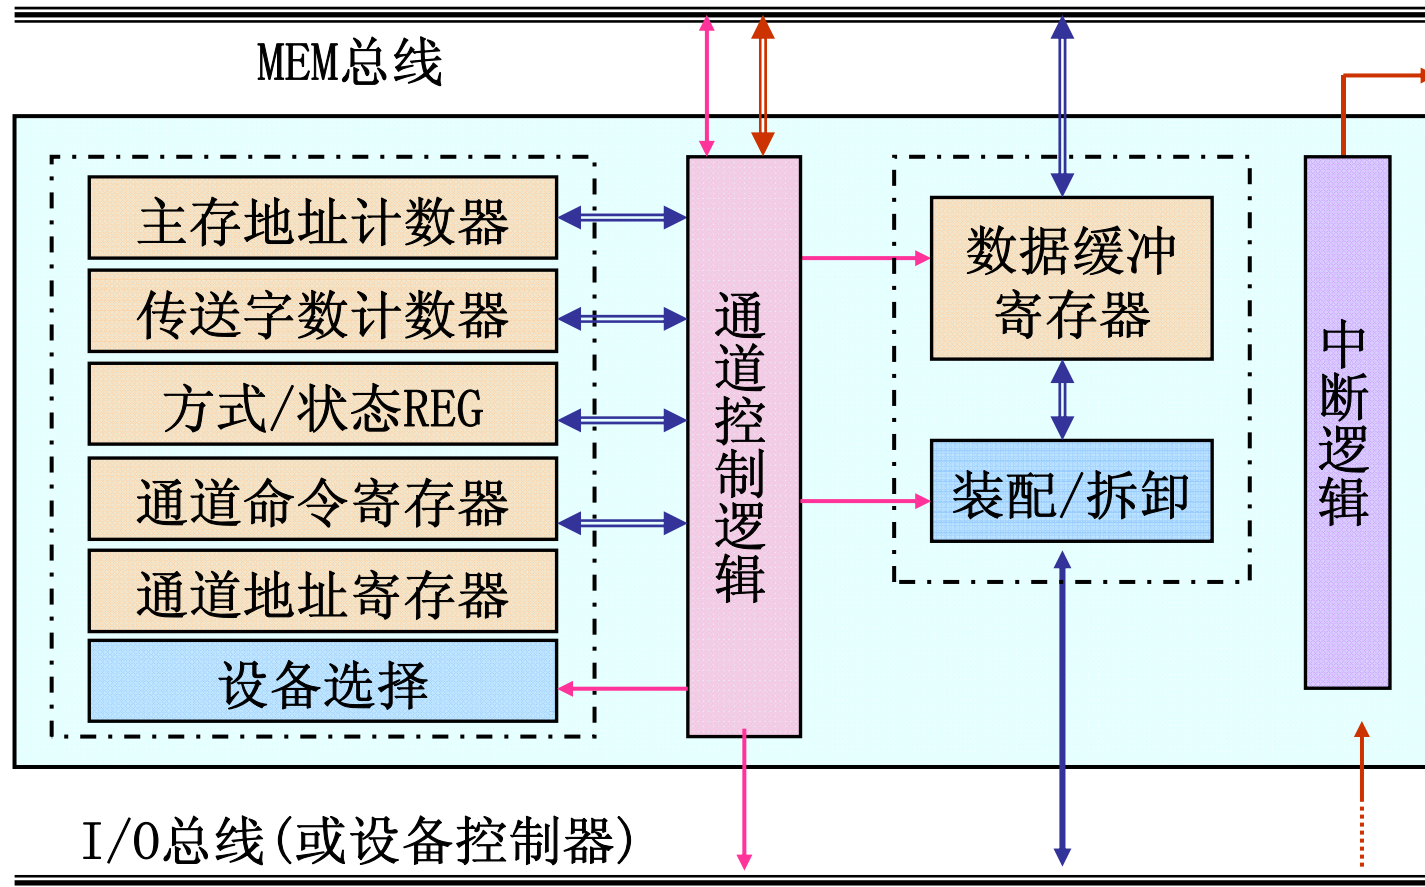 MEM总线
主存地址计数器
传送字数计数器
方式/状态REG
通道命令寄存器
通道地址寄存器
设备选择
通道控制逻辑
数据缓冲
寄存器
装配/拆卸
中断逻辑
I/O总线(或设备控制器)